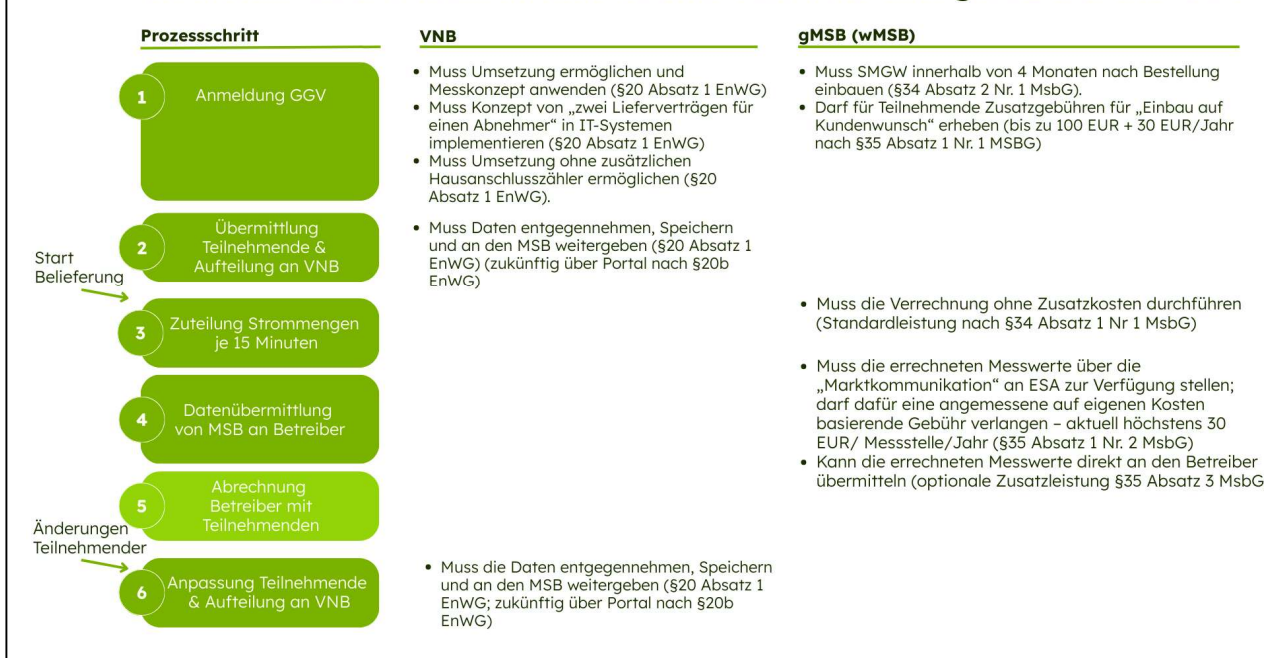 Prozessschritt
VNB
gMSB (wMSB)
1
Anmeldung GGV
• Muss Umsetzung ermöglichen und
Messkonzept anwenden (§20 Absatz 1 EnWG)
• Muss Konzept von „zwei Lieferverträgen für
einen Abnehmer“ in IT-Systemen
implementieren (§20 Absatz 1 EnWG)
• Muss Umsetzung ohne zusätzlichen
Hausanschlusszähler ermöglichen (§20
Absatz 1 EnWG).
• Muss SMGW innerhalb von 4 Monaten nach Bestellung
einbauen (§34 Absatz 2 Nr. 1 MsbG).
• Darf für Teilnehmende Zusatzgebühren für „Einbau auf
Kundenwunsch“ erheben (bis zu 100 EUR + 30 EUR/Jahr
nach §35 Absatz 1 Nr. 1 MSBG)
2
Übermittlung
Teilnehmende &
Aufteilung an VNB
• Muss Daten entgegennehmen, Speichern
und an den MSB weitergeben (§20 Absatz 1
EnWG) (zukünftig über Portal nach §20b
EnWG)
Start
Belieferung
3
Zuteilung Strommengen
je 15 Minuten
• Muss die Verrechnung ohne Zusatzkosten durchführen
(Standardleistung nach §34 Absatz 1 Nr 1 MsbG)
4
Datenübermittlung
von MSB an Betreiber
• Muss die errechneten Messwerte über die
„Marktkommunikation“ an ESA zur Verfügung stellen;
darf dafür eine angemessene auf eigenen Kosten
basierende Gebühr verlangen – aktuell höchstens 30
EUR/ Messstelle/Jahr (§35 Absatz 1 Nr. 2 MsbG)
• Kann die errechneten Messwerte direkt an den Betreiber
übermitteln (optionale Zusatzleistung §35 Absatz 3 MsbG
5
Abrechnung
Betreiber mit
Teilnehmenden
Änderungen
Teilnehmender
6
Anpassung Teilnehmende
& Aufteilung an VNB
• Muss die Daten entgegennehmen, Speichern
und an den MSB weitergeben (§20 Absatz 1
EnWG; zukünftig über Portal nach §20b
EnWG)